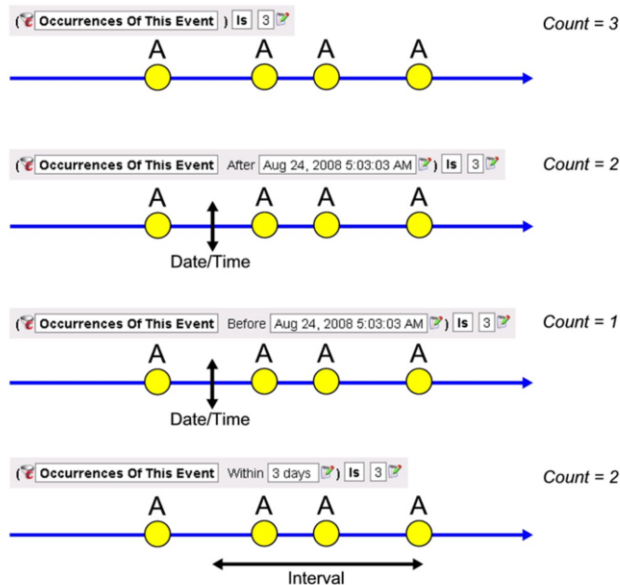 ( Occurrences Of This Event ) Is 3 Count = 3
A A A A
( Occurrences Of This Event After Aug 24, 2008 5:03:03 AM ) Is 3 Count = 2
A A A A
Date/Time
( Occurrences Of This Event Before Aug 24, 2008 5:03:03 AM ) Is 3 Count = 1
A A A A
Date/Time
( Occurrences Of This Event Within 3 days ) Is 3 Count = 2
A A A A
Interval